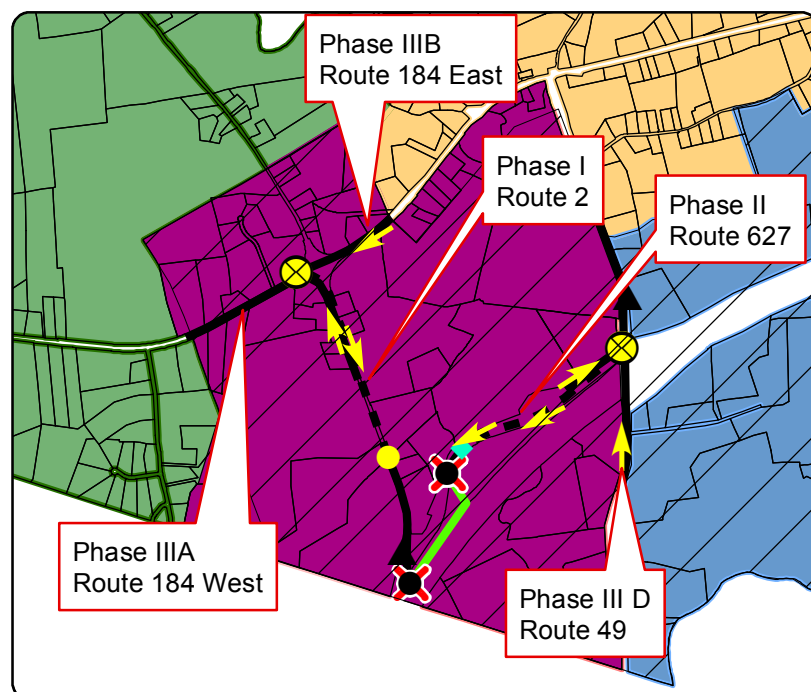 Phase IIIB
Route 184 East
Phase I
Route 2
Phase II
Route 627
Phase IIIA
Route 184 West
Phase III D
Route 49